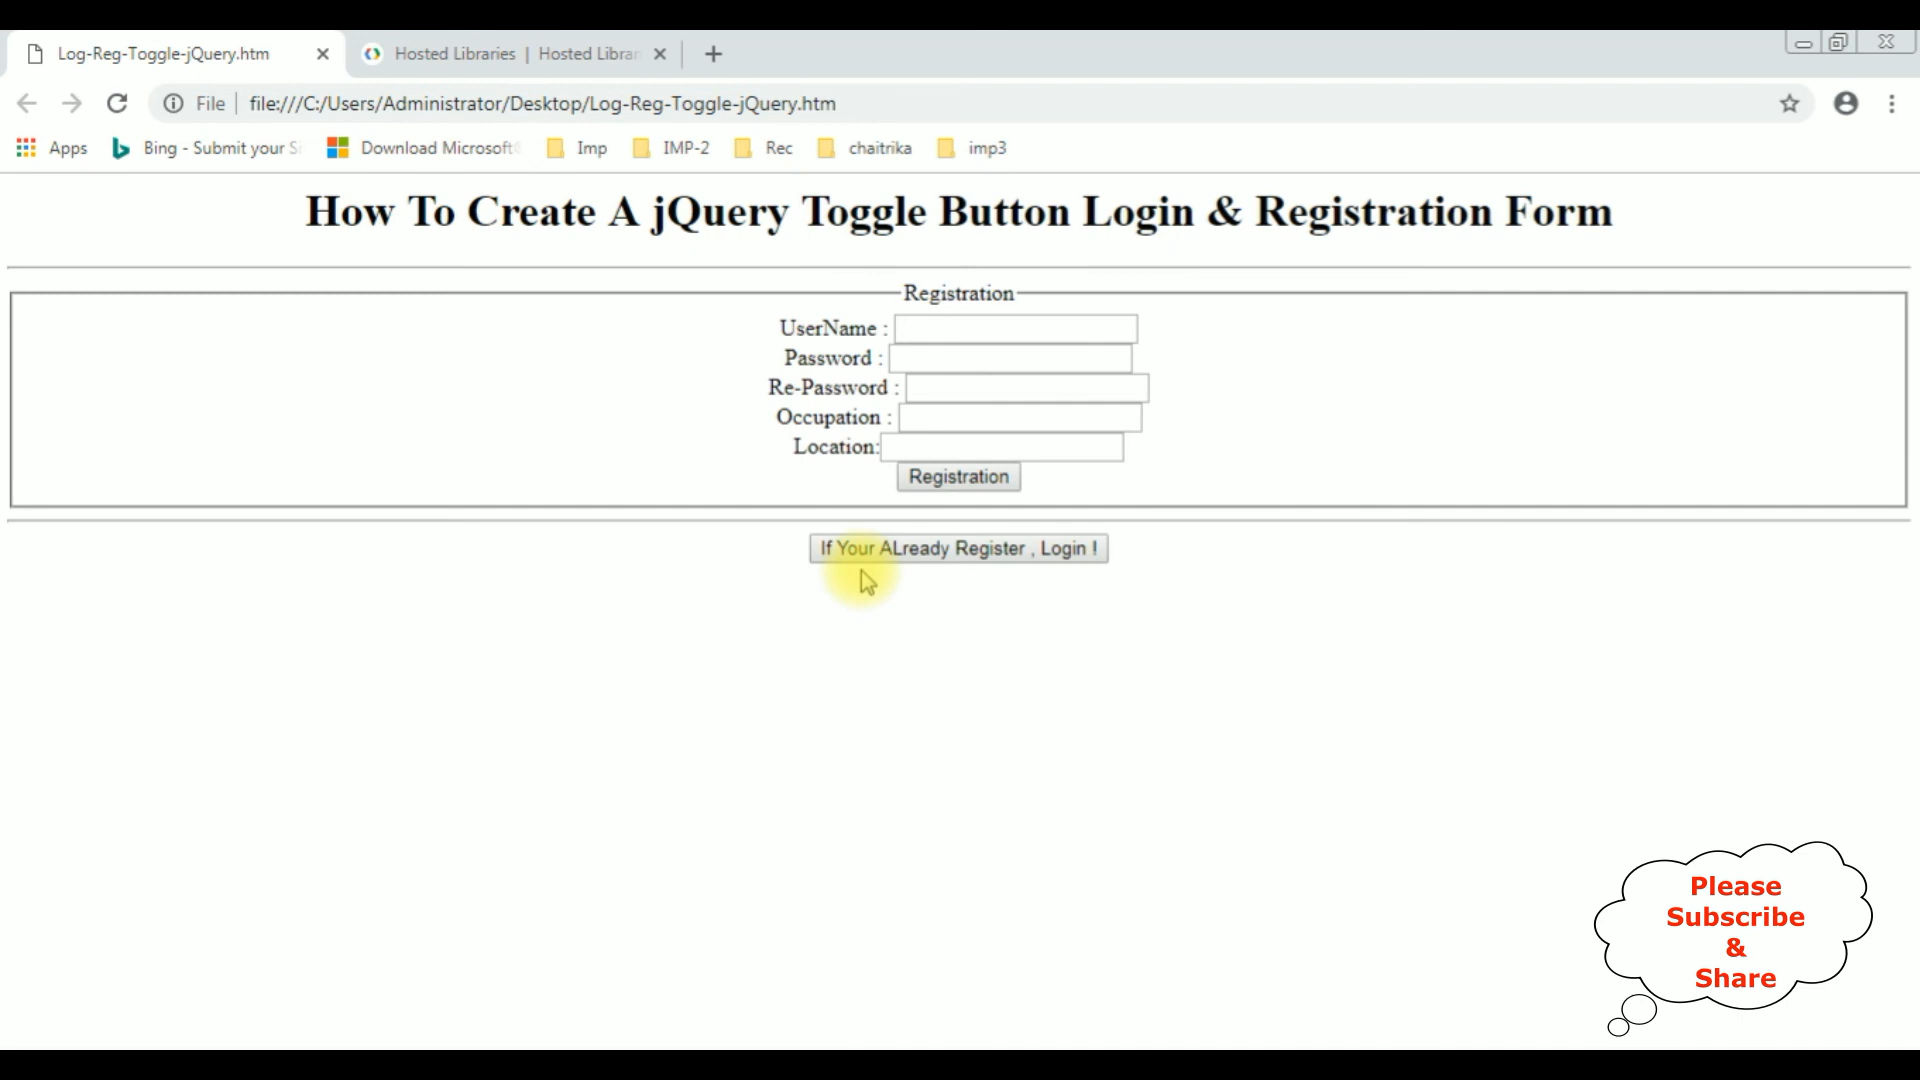 Log-Reg-Toggle-jQuery.htm
Hosted Libraries | Hosted Librar
File
file:///C:/Users/Administrator/Desktop/Log-Reg-Toggle-jQuery.htm
Apps
Bing - Submit your Si
Download Microsoft
Imp
IMP-2
Rec
chaitrika
imp3
How To Create A jQuery Toggle Button Login & Registration Form
Registration
UserName :
Password :
Re-Password :
Occupation :
Location:
Registration
If Your ALready Register , Login !
Please
Subscribe
&
Share